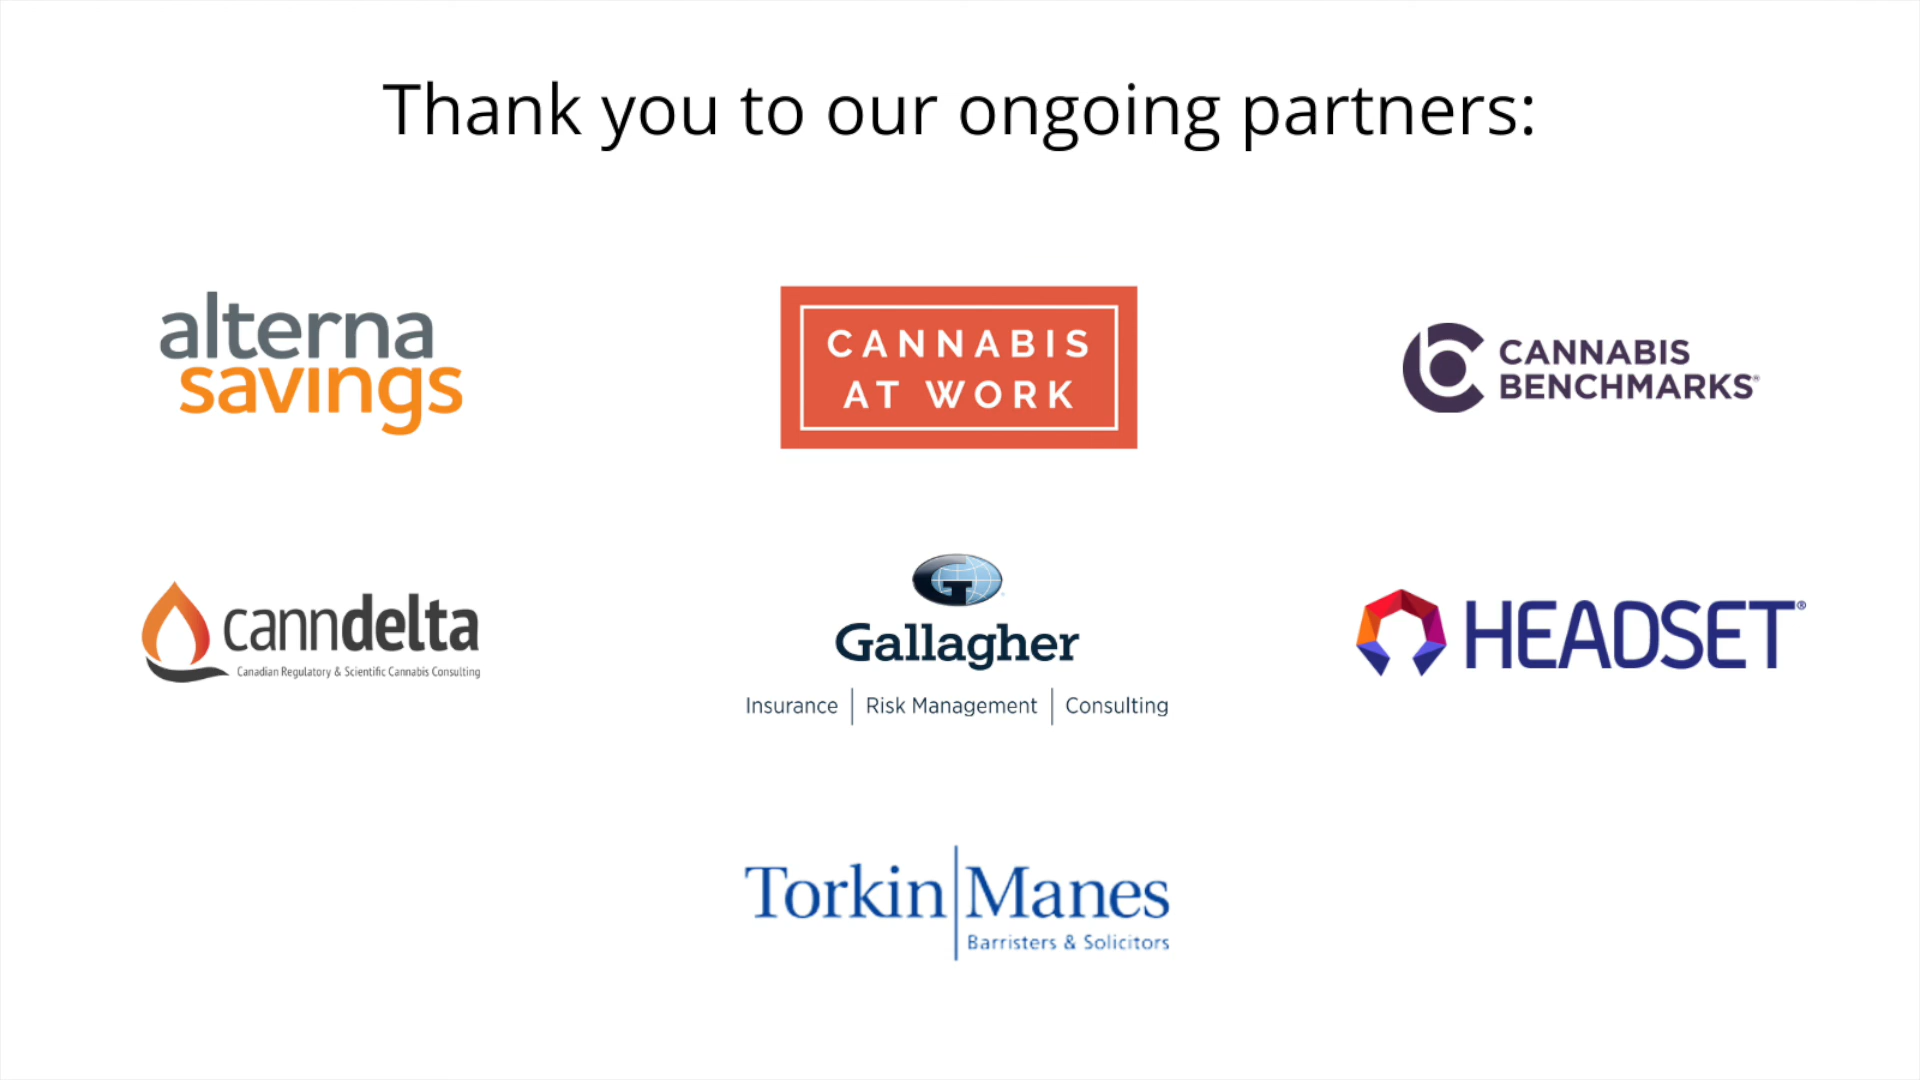 Thank you to our ongoing partners:
alterna
savings
CANNABIS
AT WORK
CANNABIS
BENCHMARKS®
canndelta
Canadian Regulatory & Scientific Cannabis Consulting
Gallagher
Insurance | Risk Management | Consulting
HEADSET®
Torkin Manes
Barristers & Solicitors